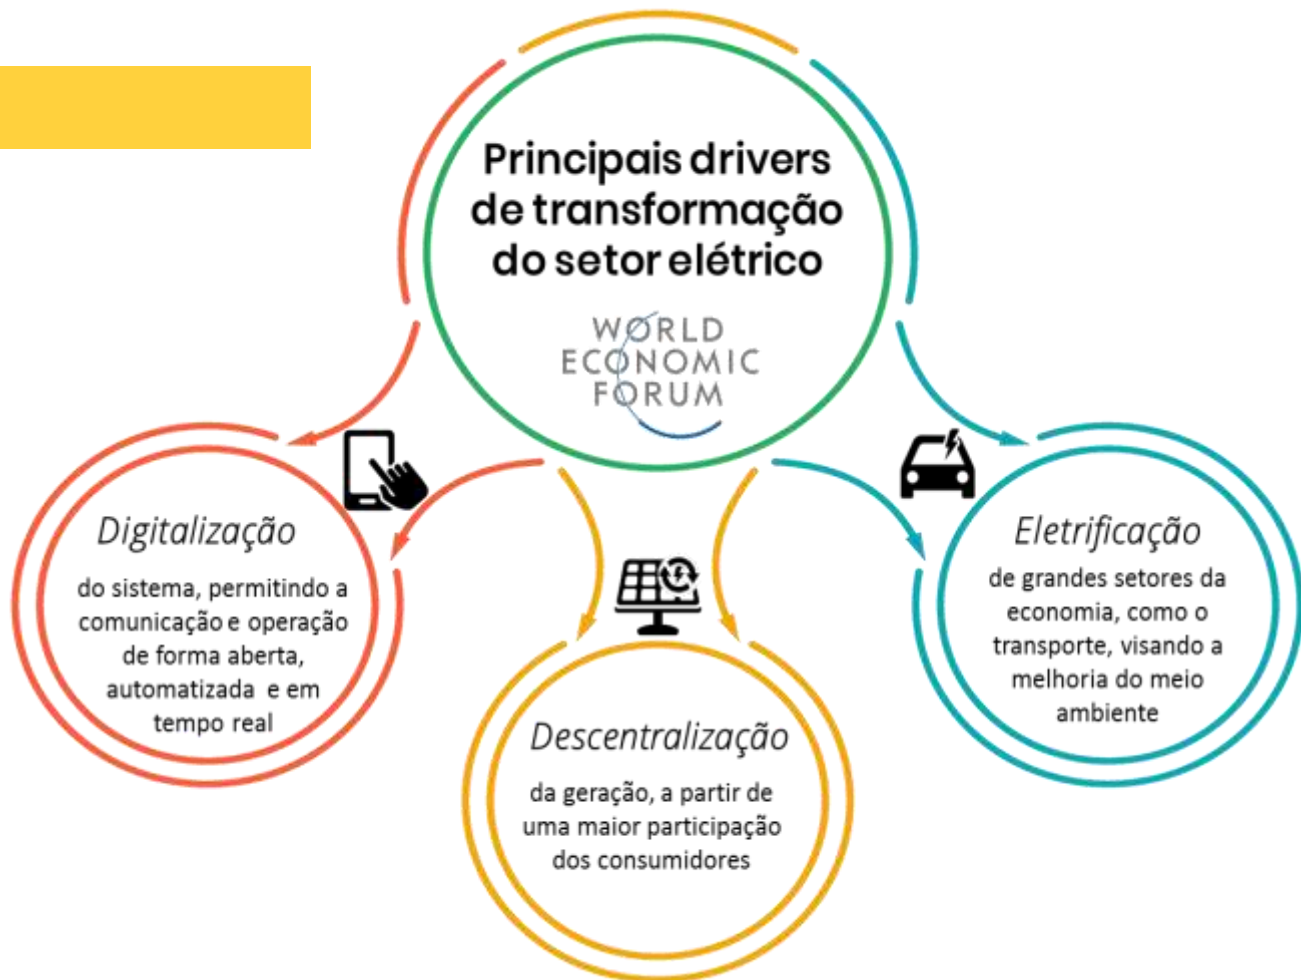 Principais drivers
de transformação
do setor elétrico
WORLD
ECONOMIC
FORUM
Digitalização
do sistema, permitindo a
comunicação e operação
de forma aberta,
automatizada e em
tempo real
Descentralização
da geração, a partir de
uma maior participação
dos consumidores
Eletrificação
de grandes setores da
economia, como o
transporte, visando a
melhoria do meio
ambiente